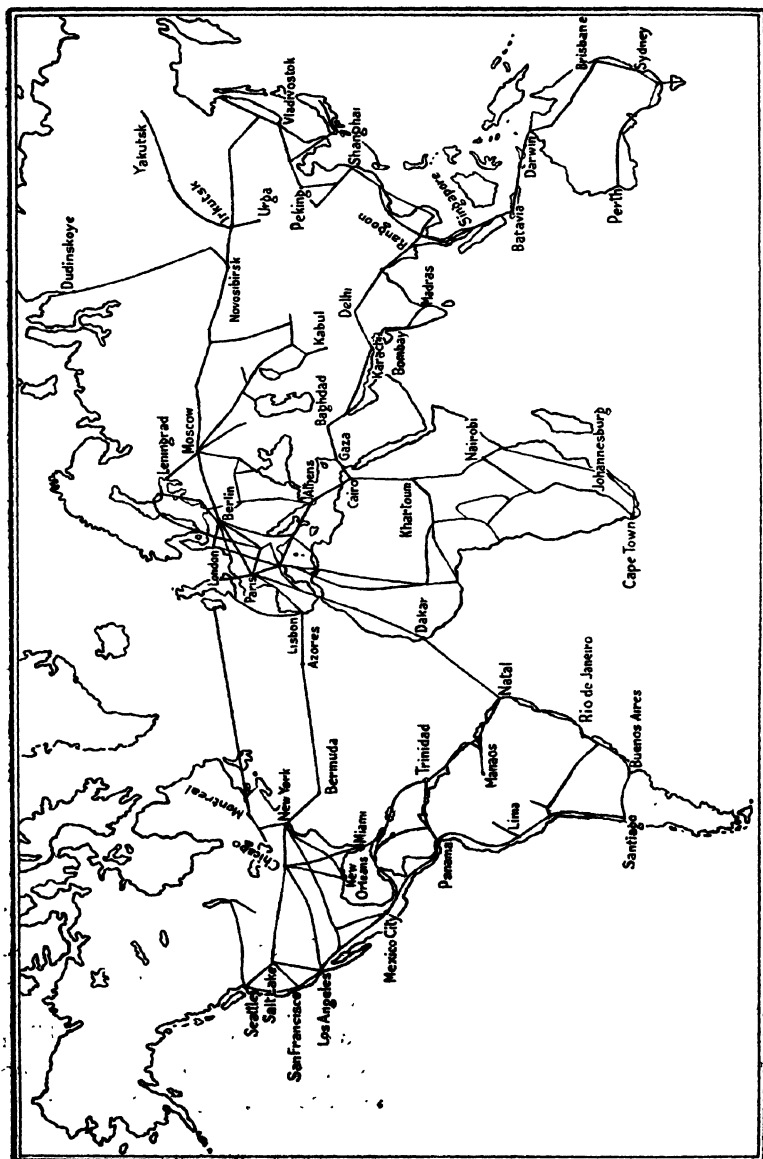 Dudinskoye
Yakutsk
Irkutsk
Urga
Novosibirsk
Vladivostok
Peking
Shanghai
Leningrad
Moscow
Kabul
Berlin
London
Paris
Athens
Baghdad
Gaza
Cairo
Delhi
Karachi
Bombay
Madras
Rangoon
Singapore
Batavia
Darwin
Brisbane
Sydney
Perth
Lisbon
Azores
Dakar
Khartoum
Nairobi
Johannesburg
Cape Town
Montreal
Chicago
New York
Bermuda
Seattle
Salt Lake
San Francisco
Los Angeles
New
Orleans
Miami
Mexico City
Panama
Trinidad
Manaos
Natal
Lima
Rio de Janeiro
Buenos Aires
Santiago